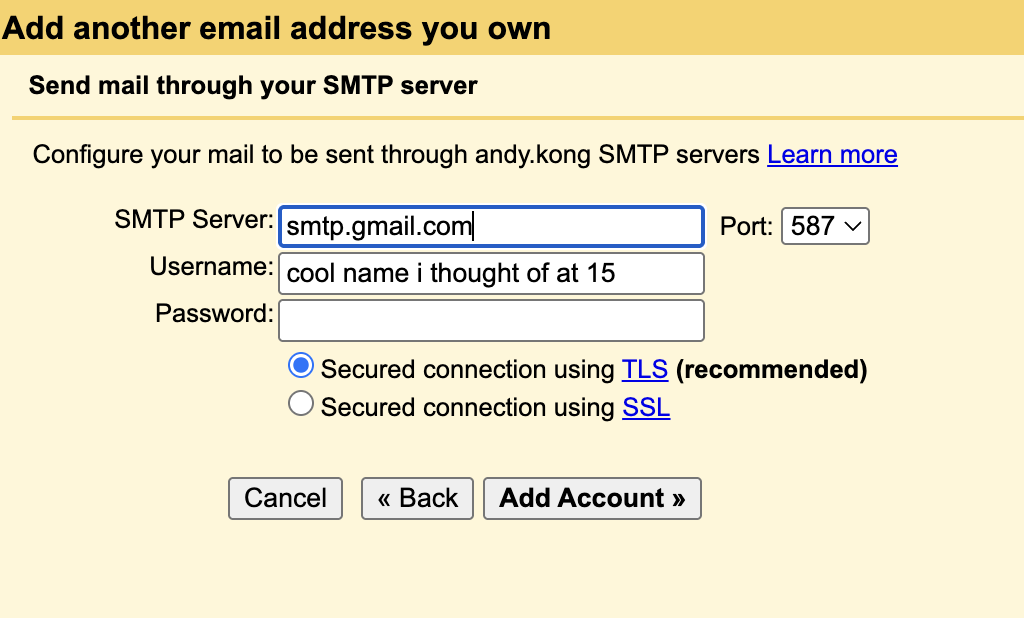 Add another email address you own
Send mail through your SMTP server
Configure your mail to be sent through andy.kong SMTP servers Learn more
SMTP Server: smtp.gmail.com Port: 587
Username: cool name i thought of at 15
Password:
Secured connection using TLS (recommended)
Secured connection using SSL
Cancel « Back Add Account »